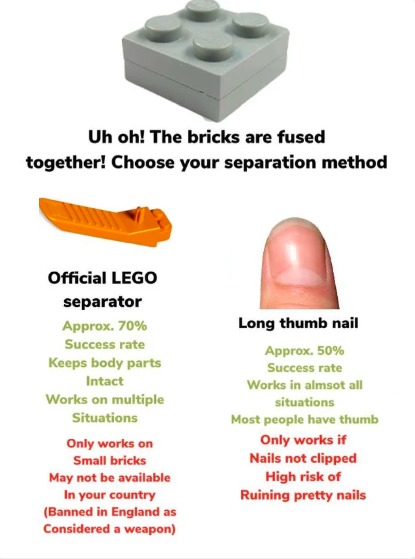 Uh oh! The bricks are fused
together! Choose your separation method
Official LEGO
separator
Approx. 70%
Success rate
Keeps body parts
Intact
Works on multiple
Situations
Only works on
Small bricks
May not be available
In your country
(Banned in England as
Considered a weapon)
Long thumb nail
Approx. 50%
Success rate
Works in almsot all
situations
Most people have thumb
Only works if
Nails not clipped
High risk of
Ruining pretty nails